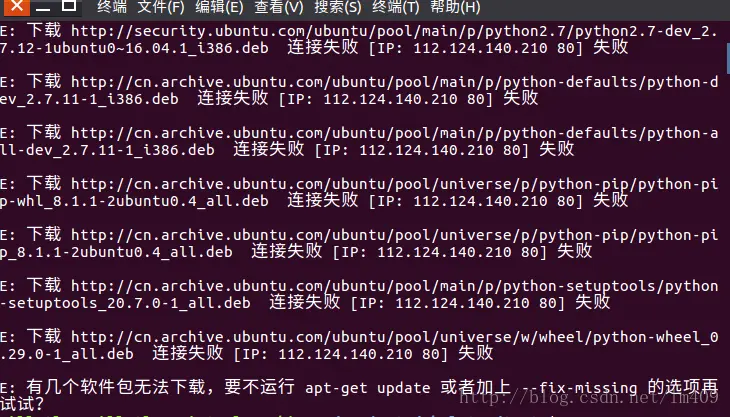 终端 文件(F) 编辑(E) 查看(V) 搜索(S) 终端(T) 帮助(H)
E: 下载 http://security.ubuntu.com/ubuntu/pool/main/p/python2.7/python2.7-dev_2.
7.12-1ubuntu0~16.04.1_i386.deb  连接失败 [IP: 112.124.140.210 80] 失败
E: 下载 http://cn.archive.ubuntu.com/ubuntu/pool/main/p/python-defaults/python-d
ev_2.7.11-1_i386.deb  连接失败 [IP: 112.124.140.210 80] 失败
E: 下载 http://cn.archive.ubuntu.com/ubuntu/pool/main/p/python-defaults/python-a
ll-dev_2.7.11-1_i386.deb  连接失败 [IP: 112.124.140.210 80] 失败
E: 下载 http://cn.archive.ubuntu.com/ubuntu/pool/universe/p/python-pip/python-pi
p-whl_8.1.1-2ubuntu0.4_all.deb  连接失败 [IP: 112.124.140.210 80] 失败
E: 下载 http://cn.archive.ubuntu.com/ubuntu/pool/universe/p/python-pip/python-pi
p_8.1.1-2ubuntu0.4_all.deb  连接失败 [IP: 112.124.140.210 80] 失败
E: 下载 http://cn.archive.ubuntu.com/ubuntu/pool/main/p/python-setuptools/python
-setuptools_20.7.0-1_all.deb  连接失败 [IP: 112.124.140.210 80] 失败
E: 下载 http://cn.archive.ubuntu.com/ubuntu/pool/universe/w/wheel/python-wheel_0
.29.0-1_all.deb  连接失败 [IP: 112.124.140.210 80] 失败
E: 有几个软件包无法下载，要不运行 apt-get update 或者加上 --fix-missing 的选项再
试试？
http://blog.csdn.net/lm409